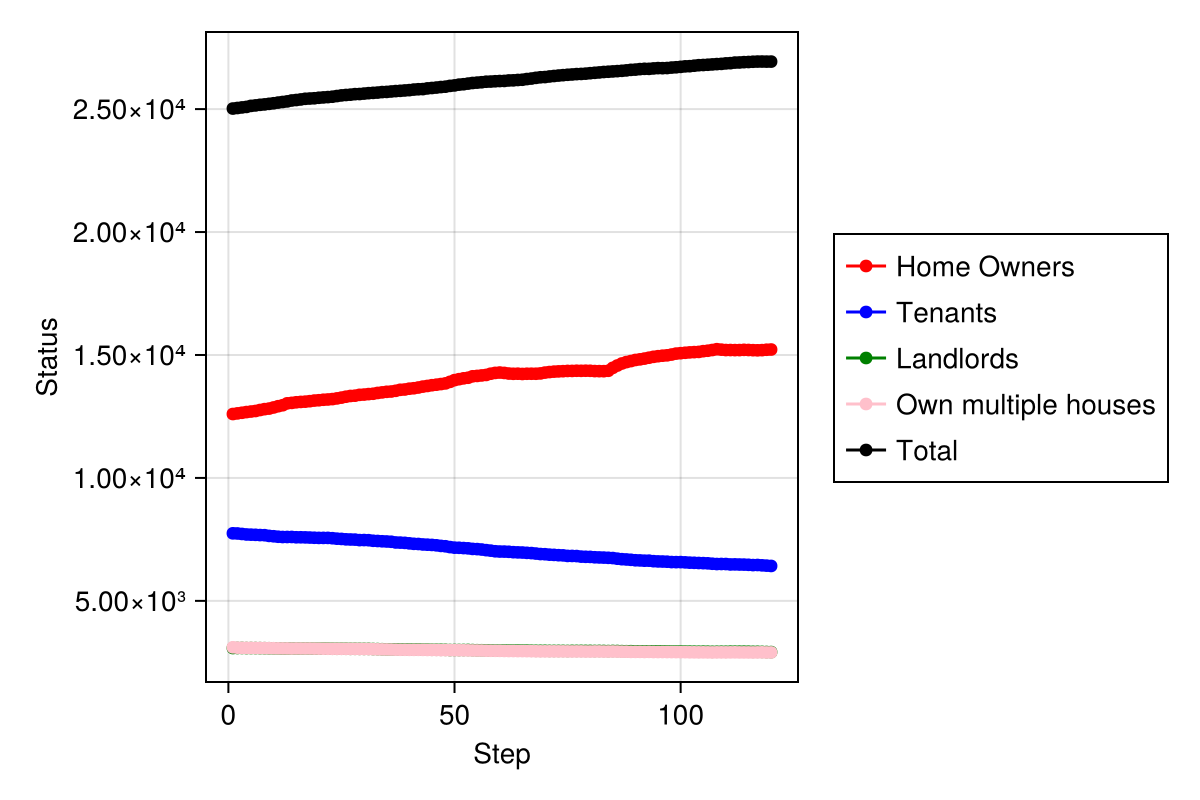 2.50×10⁴
2.00×10⁴
1.50×10⁴
1.00×10⁴
5.00×10³
Status
0 50 100
Step
Home Owners
Tenants
Landlords
Own multiple houses
Total